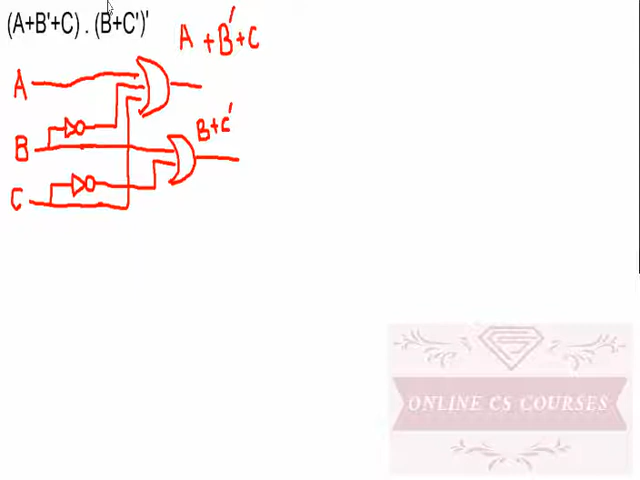 (A+B'+C) . (B+C')'
A + B' + C
A
B+C'
B
C
ONLINE CS COURSES